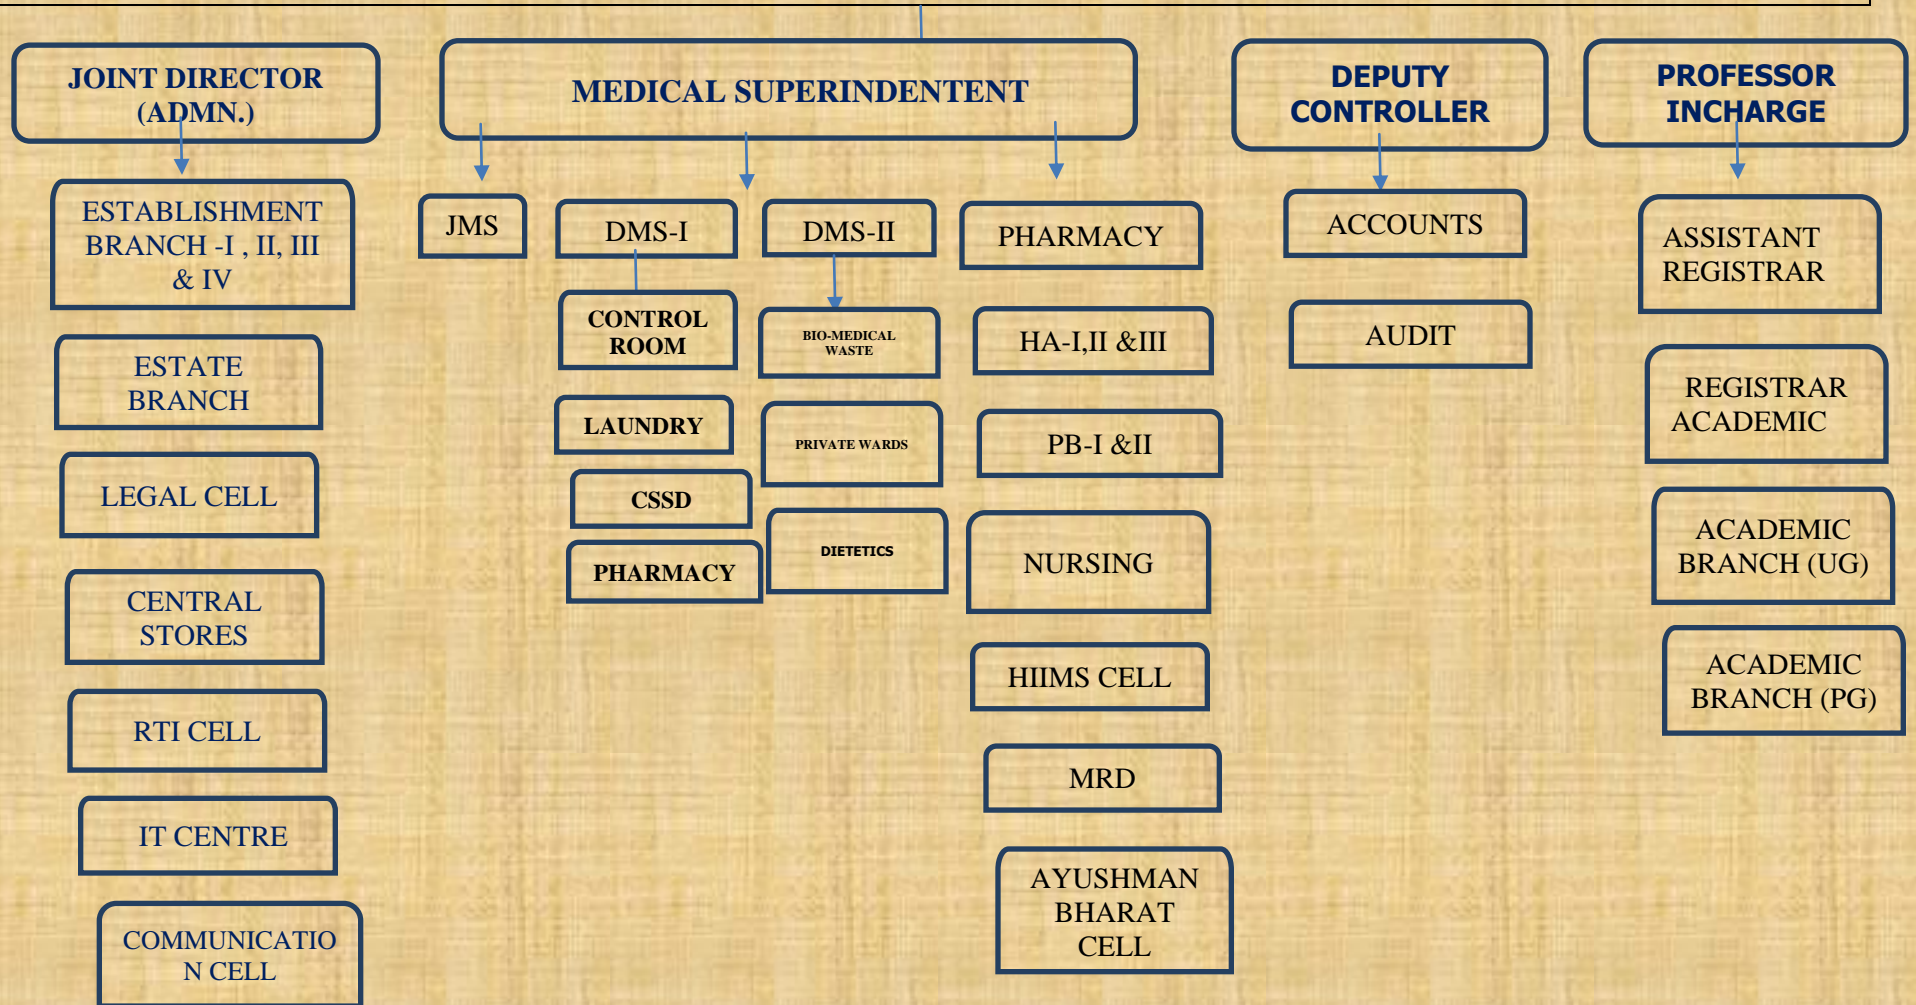 JOINT DIRECTOR
(ADMN.)
ESTABLISHMENT
BRANCH -I , II, III
& IV
ESTATE
BRANCH
LEGAL CELL
CENTRAL
STORES
RTI CELL
IT CENTRE
COMMUNICATIO
N CELL
MEDICAL SUPERINDENTENT
JMS
DMS-I
CONTROL
ROOM
LAUNDRY
CSSD
PHARMACY
DMS-II
BIO-MEDICAL
WASTE
PRIVATE WARDS
DIETETICS
PHARMACY
HA-I,II &III
PB-I &II
NURSING
HIIMS CELL
MRD
AYUSHMAN
BHARAT
CELL
DEPUTY
CONTROLLER
ACCOUNTS
AUDIT
PROFESSOR
INCHARGE
ASSISTANT
REGISTRAR
REGISTRAR
ACADEMIC
ACADEMIC
BRANCH (UG)
ACADEMIC
BRANCH (PG)